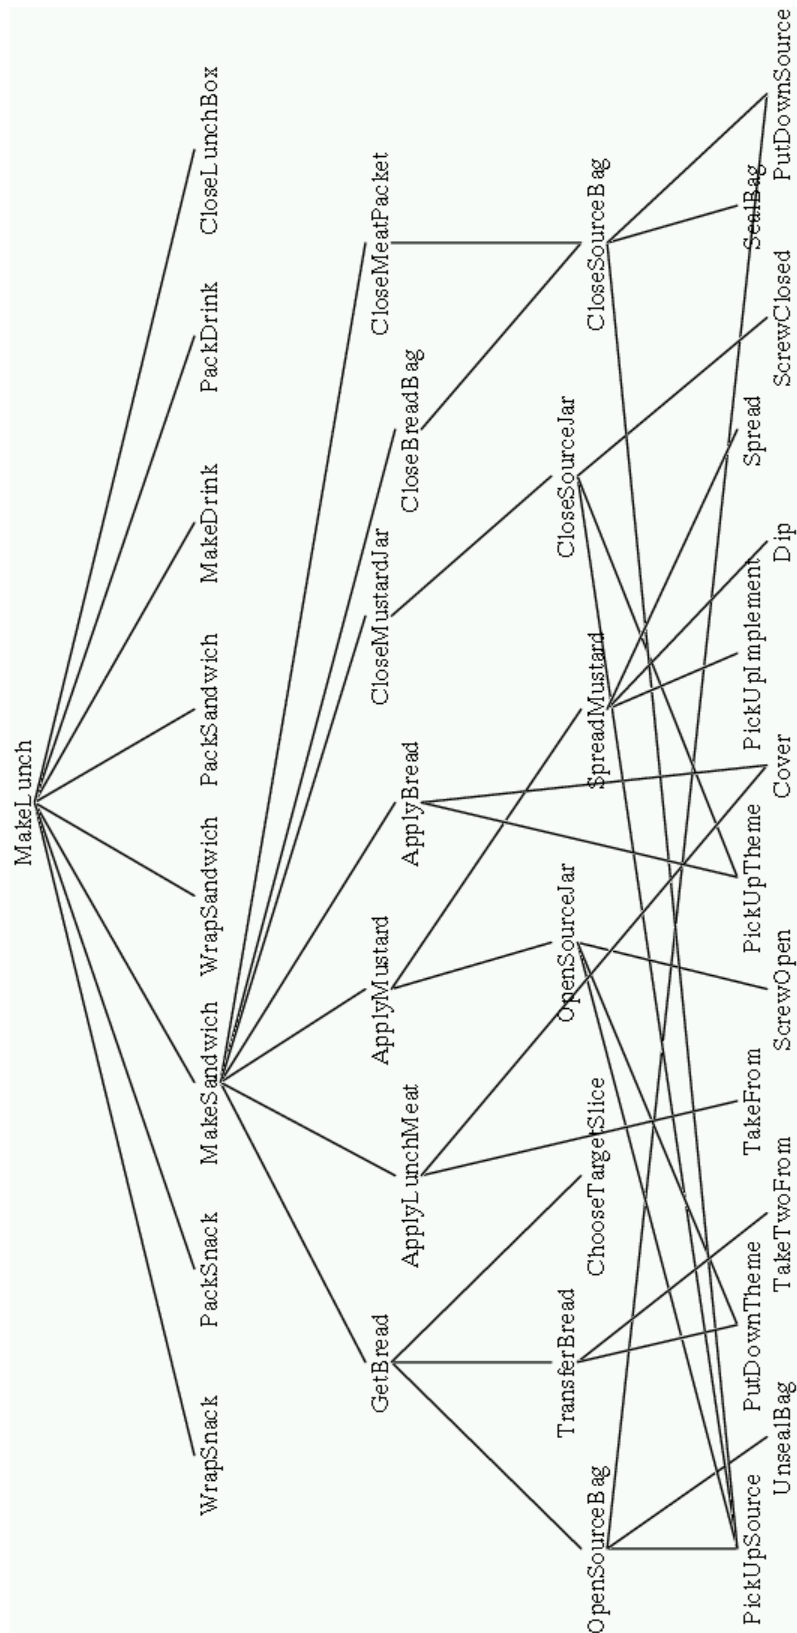 MakeLunch
WrapSnack
PackSnack
MakeSandwich
WrapSandwich
PackSandwich
MakeDrink
PackDrink
CloseLunchBox
GetBread
ApplyLunchMeat
ApplyMustard
ApplyBread
CloseMustardJar
CloseBreadBag
CloseMeatPacket
OpenSourceBag
TransferBread
ChooseTargetSlice
OpenSourceJar
SpreadMustard
CloseSourceJar
CloseSourceBag
PickUpSource
UnsealBag
PutDownTheme
TakeTwoFrom
TakeFrom
ScrewOpen
PickUpTheme
Cover
PickUpImplement
Dip
Spread
ScrewClosed
SealBag
PutDownSource